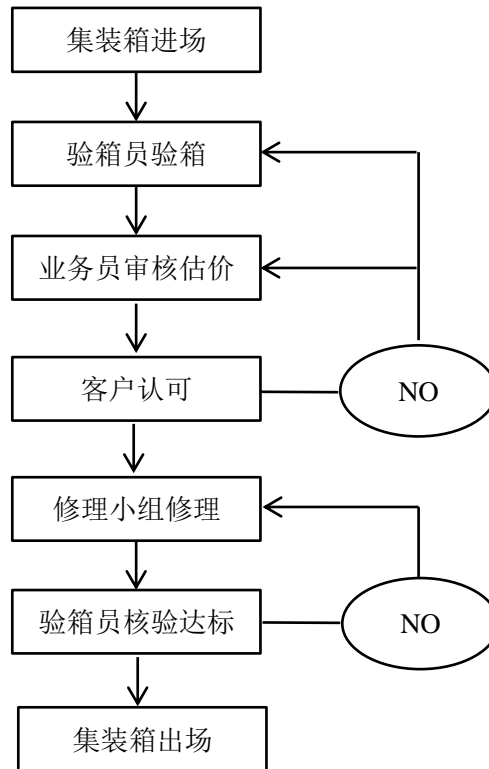 集装箱进场
验箱员验箱
业务员审核估价
客户认可
NO
修理小组修理
验箱员核验达标
NO
集装箱出场